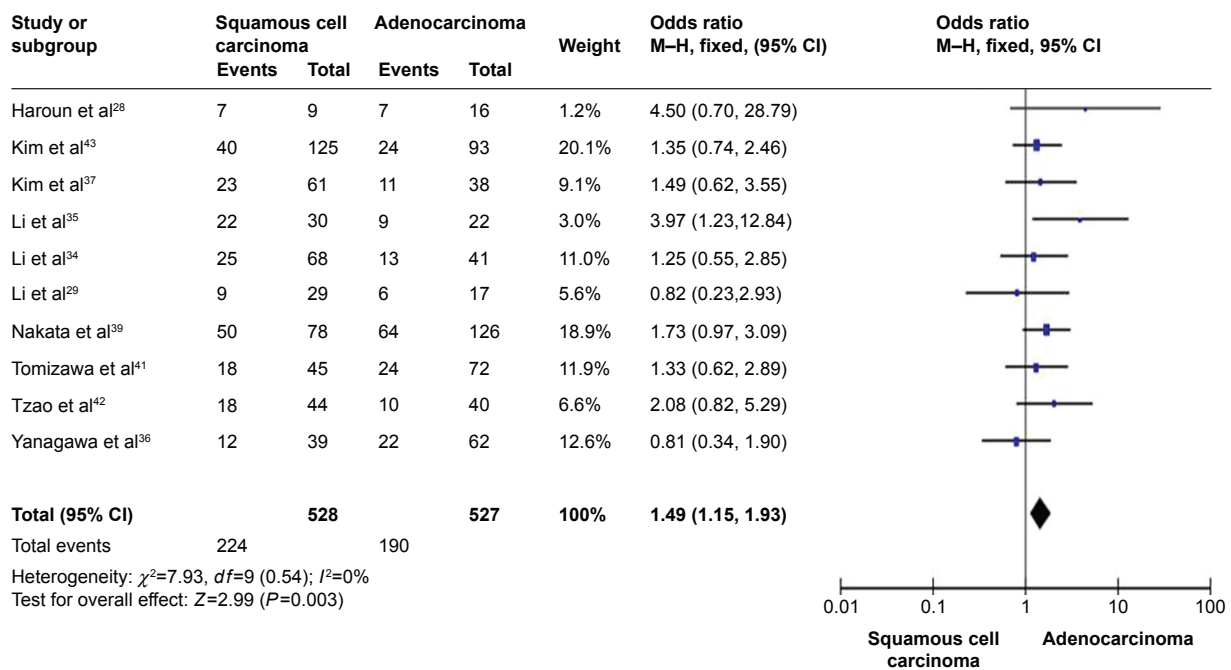 Study or subgroup Squamous cell carcinoma Adenocarcinoma Weight Odds ratio M–H, fixed, (95% CI) Odds ratio M–H, fixed, 95% CI
Events Total Events Total
Haroun et al28 7 9 7 16 1.2% 4.50 (0.70, 28.79)
Kim et al43 40 125 24 93 20.1% 1.35 (0.74, 2.46)
Kim et al37 23 61 11 38 9.1% 1.49 (0.62, 3.55)
Li et al35 22 30 9 22 3.0% 3.97 (1.23,12.84)
Li et al34 25 68 13 41 11.0% 1.25 (0.55, 2.85)
Li et al29 9 29 6 17 5.6% 0.82 (0.23,2.93)
Nakata et al39 50 78 64 126 18.9% 1.73 (0.97, 3.09)
Tomizawa et al41 18 45 24 72 11.9% 1.33 (0.62, 2.89)
Tzao et al42 18 44 10 40 6.6% 2.08 (0.82, 5.29)
Yanagawa et al36 12 39 22 62 12.6% 0.81 (0.34, 1.90)
Total (95% CI) 528 527 100% 1.49 (1.15, 1.93)
Total events 224 190
Heterogeneity: χ²=7.93, df=9 (0.54); I²=0%
Test for overall effect: Z=2.99 (P=0.003)
0.01 0.1 1 10 100
Squamous cell carcinoma Adenocarcinoma